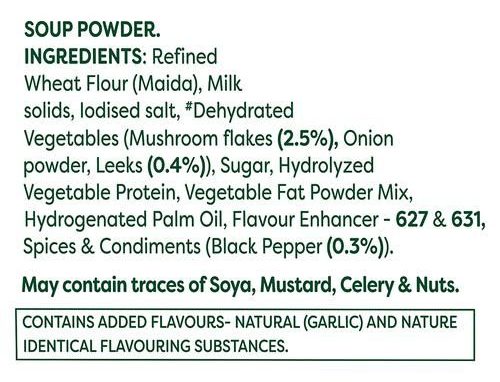 SOUP POWDER.
INGREDIENTS: Refined
Wheat Flour (Maida), Milk
solids, Iodised salt, #Dehydrated
Vegetables (Mushroom flakes (2.5%), Onion
powder, Leeks (0.4%)), Sugar, Hydrolyzed
Vegetable Protein, Vegetable Fat Powder Mix,
Hydrogenated Palm Oil, Flavour Enhancer - 627 & 631,
Spices & Condiments (Black Pepper (0.3%)).
May contain traces of Soya, Mustard, Celery & Nuts.
CONTAINS ADDED FLAVOURS- NATURAL (GARLIC) AND NATURE
IDENTICAL FLAVOURING SUBSTANCES.